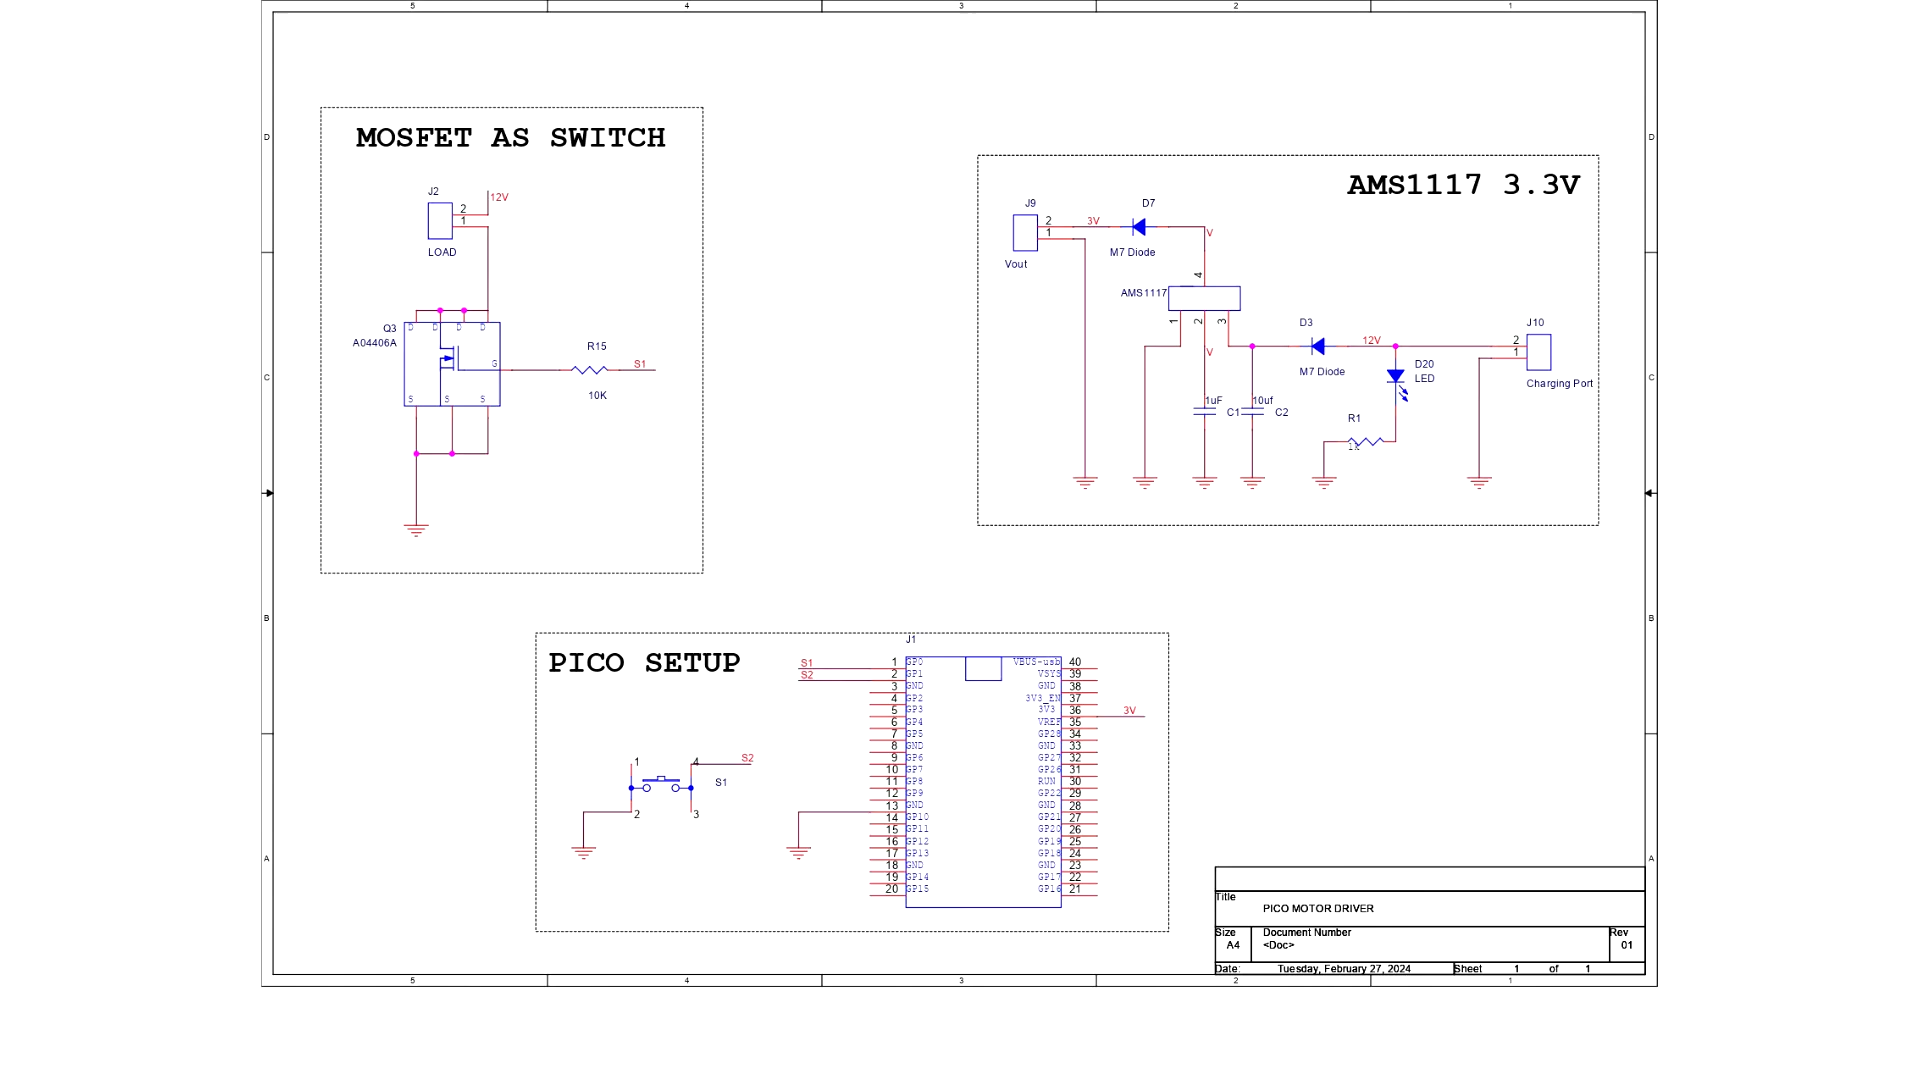 5 4 3 2 1
D D
C C
B B
A A
MOSFET AS SWITCH
J2
12V
2
1
LOAD
Q3
A04406A
D D D D
G
S S S
R15
S1
10K
AMS1117 3.3V
J9
D7
2
3V
1
V
M7 Diode
Vout
4
AMS1117
1 2 3
V
D3
12V
M7 Diode
J10
2
1
Charging Port
D20
LED
1uF
C1
10uf
C2
R1
1k
PICO SETUP
J1
S1
S2
1 GP0 VBUS-usb 40
2 GP1 VSYS 39
3 GND GND 38
4 GP2 3V3_EN 37
5 GP3 3V3 36 3V
6 GP4 VREF 35
7 GP5 GP28 34
8 GND GND 33
9 GP6 GP27 32
10 GP7 GP26 31
11 GP8 RUN 30
12 GP9 GP22 29
13 GND GND 28
14 GP10 GP21 27
15 GP11 GP20 26
16 GP12 GP19 25
17 GP13 GP18 24
18 GND GND 23
19 GP14 GP17 22
20 GP15 GP16 21
1 4 S2
S1
2 3
Title
PICO MOTOR DRIVER
Size Document Number Rev
A4 <Doc> 01
Date: Tuesday, February 27, 2024 Sheet 1 of 1
5 4 3 2 1